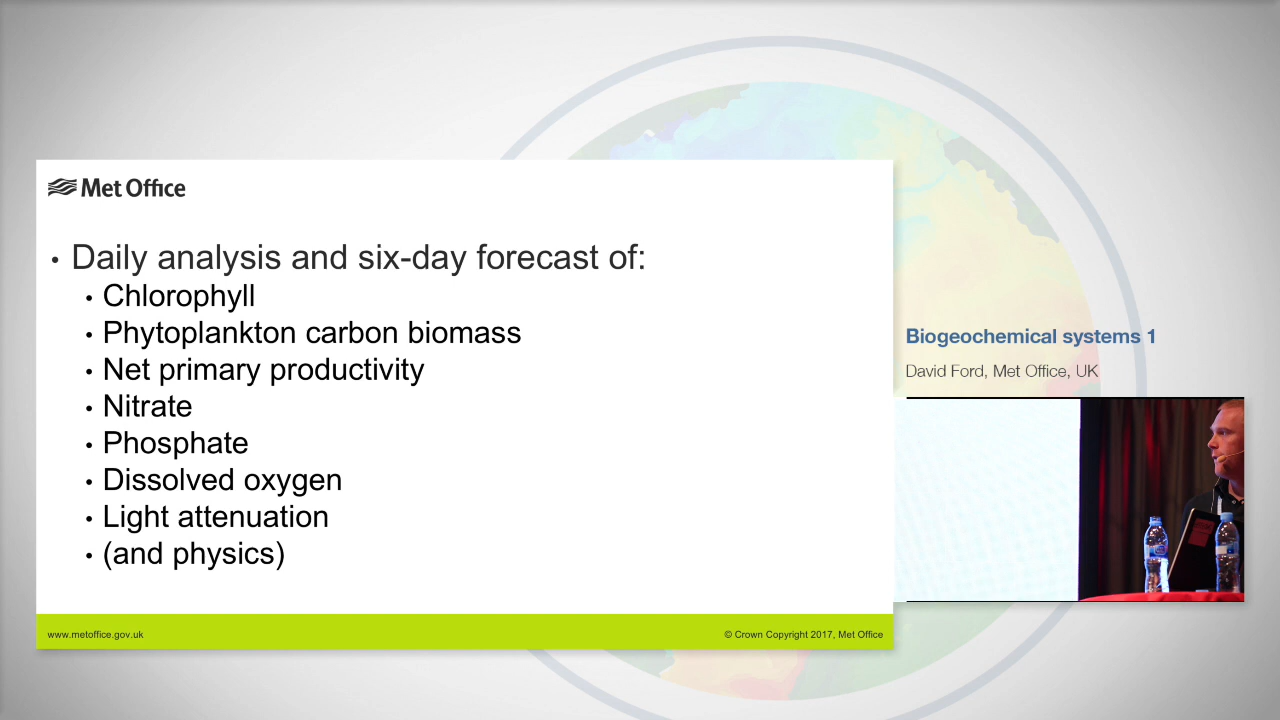 Met Office
• Daily analysis and six-day forecast of:
• Chlorophyll
• Phytoplankton carbon biomass
• Net primary productivity
• Nitrate
• Phosphate
• Dissolved oxygen
• Light attenuation
• (and physics)
www.metoffice.gov.uk
© Crown Copyright 2017, Met Office
Biogeochemical systems 1
David Ford, Met Office, UK